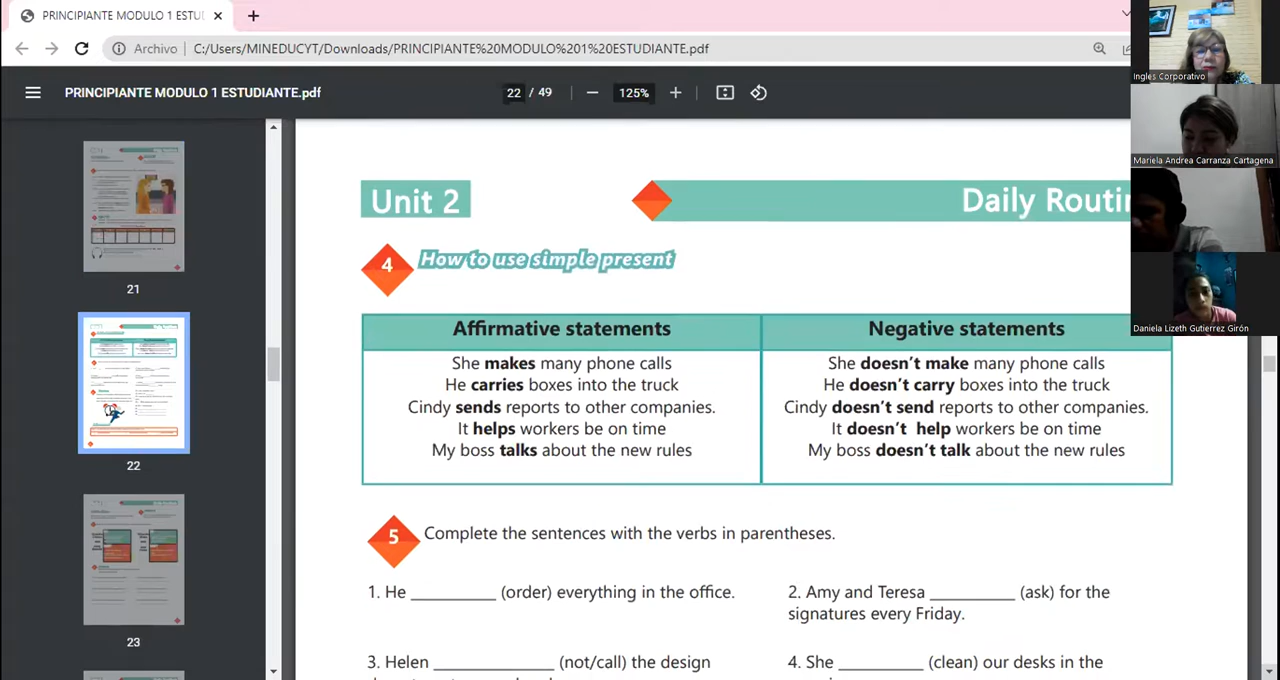 PRINCIPIANTE MODULO 1 ESTU
Archivo C:/Users/MINEDUCYT/Downloads/PRINCIPIANTE%20MODULO%201%20ESTUDIANTE.pdf
PRINCIPIANTE MODULO 1 ESTUDIANTE.pdf
22 / 49
125%
Ingles Corporativo
Mariela Andrea Carranza Cartagena
Daniela Lizeth Gutierrez Girón
21
22
23
Unit 2
Daily Routin
4 How to use simple present
Affirmative statements
She makes many phone calls
He carries boxes into the truck
Cindy sends reports to other companies.
It helps workers be on time
My boss talks about the new rules
Negative statements
She doesn't make many phone calls
He doesn't carry boxes into the truck
Cindy doesn't send reports to other companies.
It doesn't help workers be on time
My boss doesn't talk about the new rules
5 Complete the sentences with the verbs in parentheses.
1. He __________ (order) everything in the office.
2. Amy and Teresa __________ (ask) for the
signatures every Friday.
3. Helen ______________ (not/call) the design
4. She __________ (clean) our desks in the